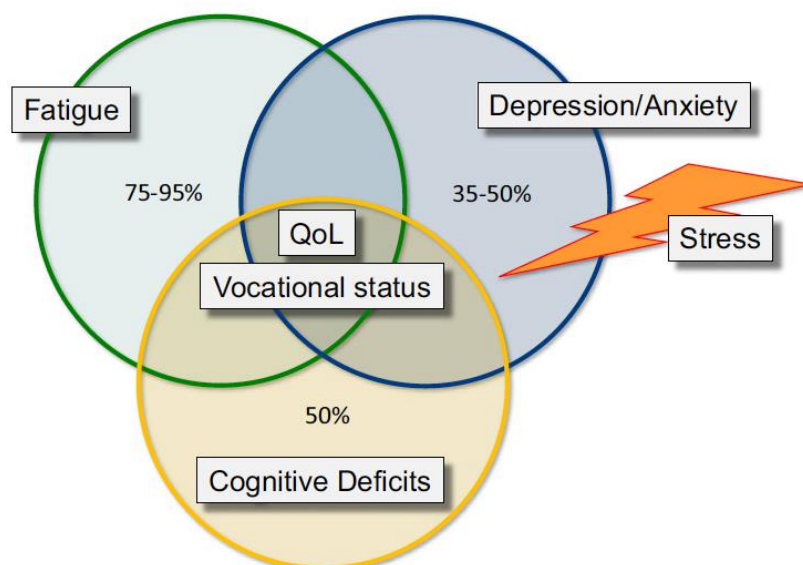 Fatigue
Depression/Anxiety
75-95%
35-50%
QoL
Stress
Vocational status
50%
Cognitive Deficits